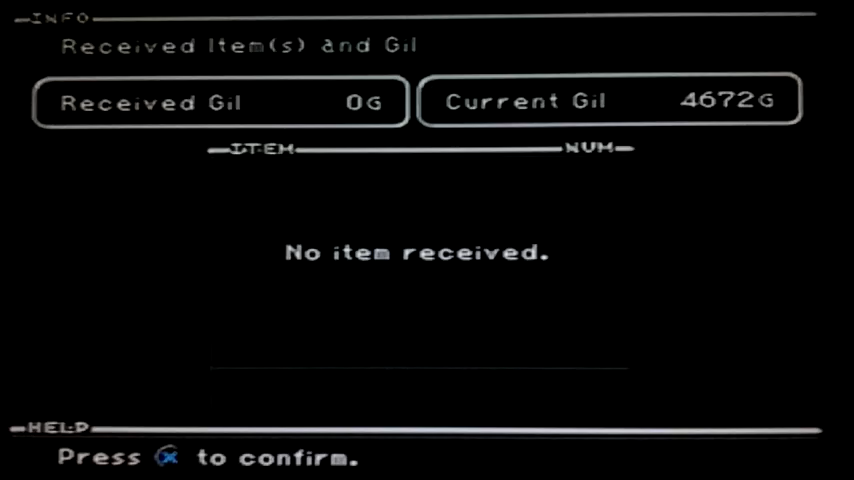 INFO
Received Item(s) and Gil
Received Gil 0G
Current Gil 4672G
ITEM NUM
No item received.
HELP
Press to confirm.